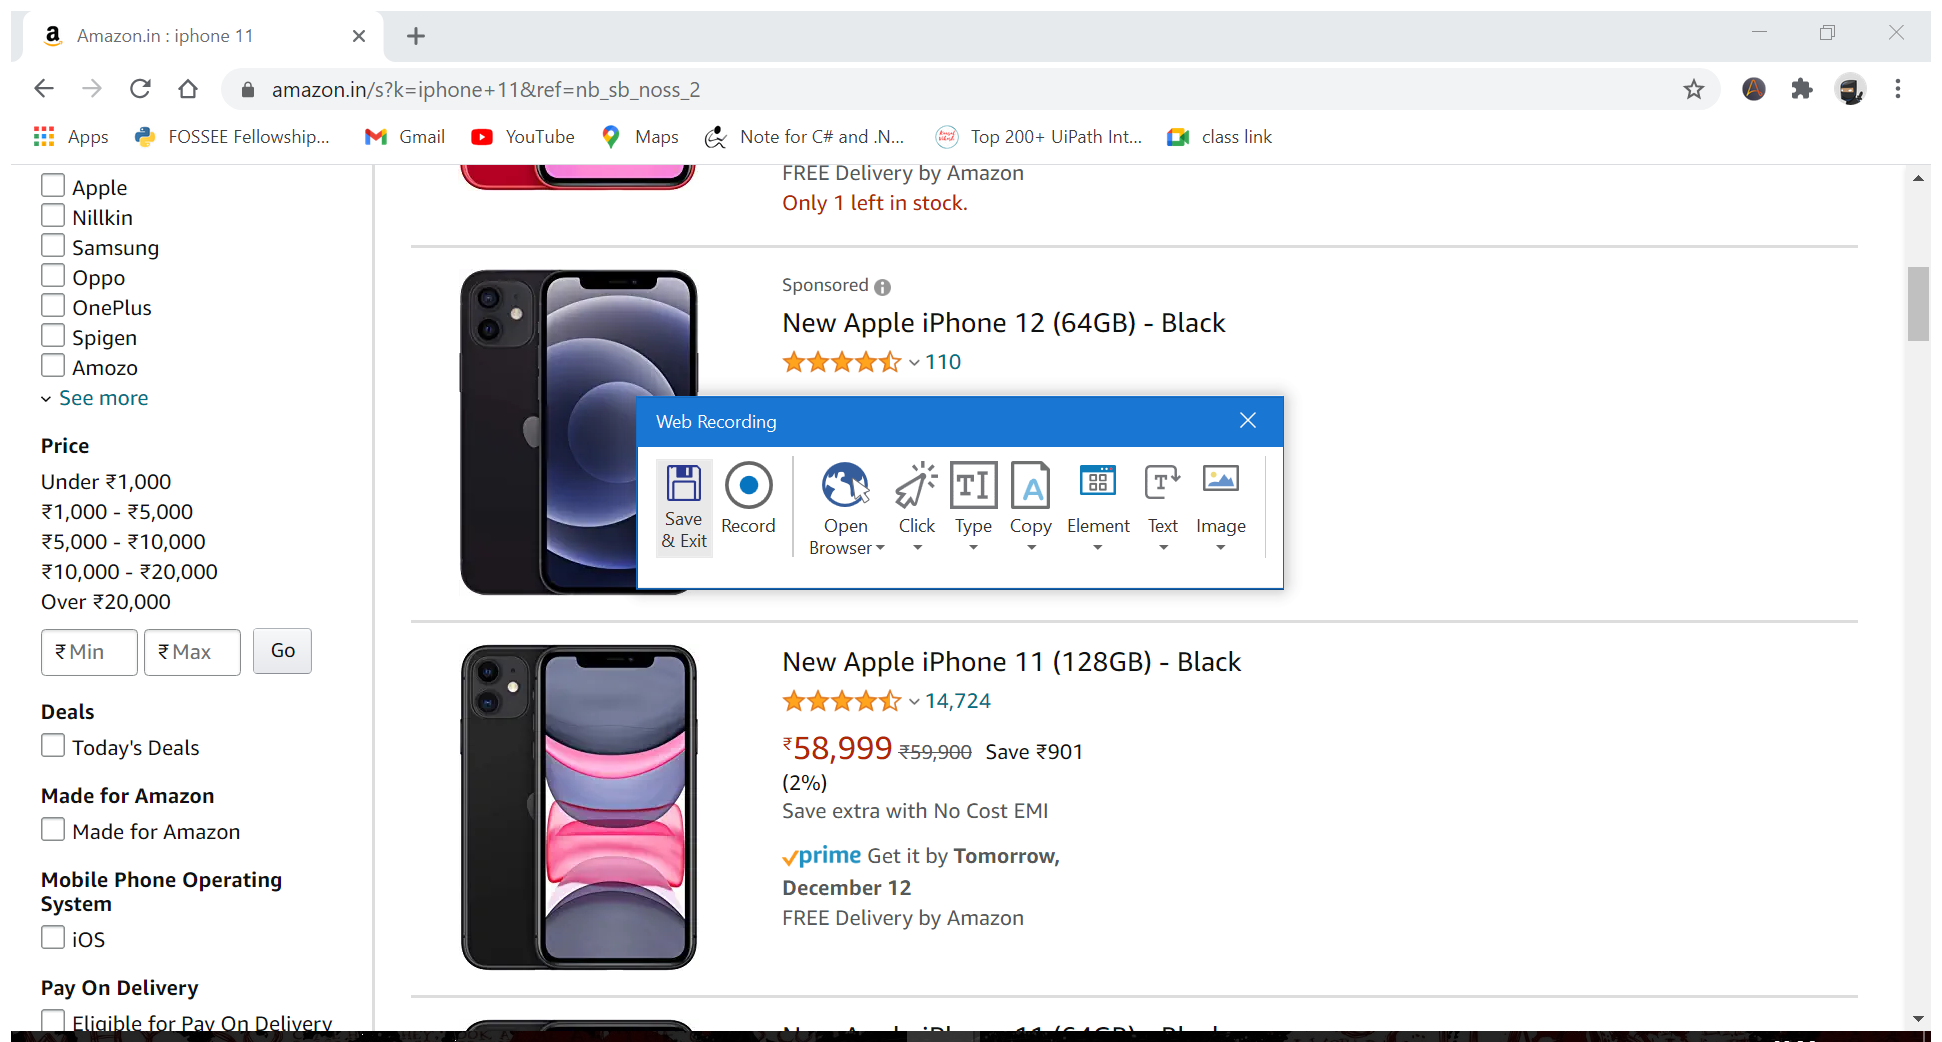 Amazon.in : iphone 11
amazon.in/s?k=iphone+11&ref=nb_sb_noss_2
Apps FOSSEE Fellowship... Gmail YouTube Maps Note for C# and .N... Top 200+ UiPath Int... class link
Apple
Nillkin
Samsung
Oppo
OnePlus
Spigen
Amozo
See more
Price
Under ₹1,000
₹1,000 - ₹5,000
₹5,000 - ₹10,000
₹10,000 - ₹20,000
Over ₹20,000
₹ Min ₹ Max Go
Deals
Today's Deals
Made for Amazon
Made for Amazon
Mobile Phone Operating
System
iOS
Pay On Delivery
Eligible for Pay On Delivery
FREE Delivery by Amazon
Only 1 left in stock.
Sponsored
New Apple iPhone 12 (64GB) - Black
110
Web Recording
Save
& Exit
Record
Open
Browser
Click
Type
Copy
Element
Text
Image
New Apple iPhone 11 (128GB) - Black
14,724
₹58,999 ₹59,900 Save ₹901
(2%)
Save extra with No Cost EMI
prime Get it by Tomorrow,
December 12
FREE Delivery by Amazon
New Apple iPhone 11 (64GB) - Black